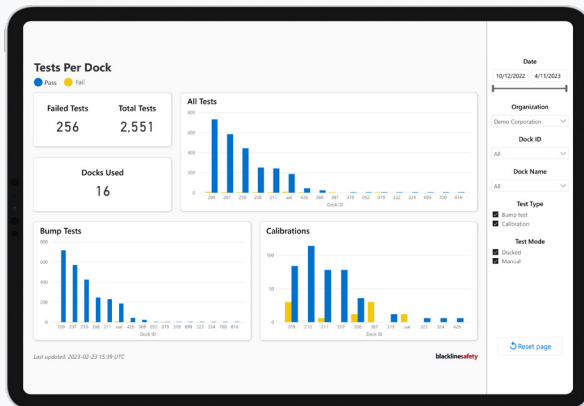 Tests Per Dock
Pass Fail
Failed Tests Total Tests
256 2,551
Docks Used
16
All Tests
800
600
400
200
0
209 207 210 208 211 uat 426 386 387 319 052 079 322 324 609 700 816
Dock ID
Bump Tests
800
600
400
200
0
209 207 210 208 211 uat 426 386 052 079 319 699 322 324 700 816
Dock ID
Calibrations
100
50
0
209 210 211 207 208 387 319 uat 322 324 426
Dock ID
Last updated: 2023-02-23 15:39 UTC
blacklinesafety
Date
10/12/2022 4/11/2023
Organization
Demo Corporation
Dock ID
All
Dock Name
All
Test Type
Bump test
Calibration
Test Mode
Docked
Manual
Reset page